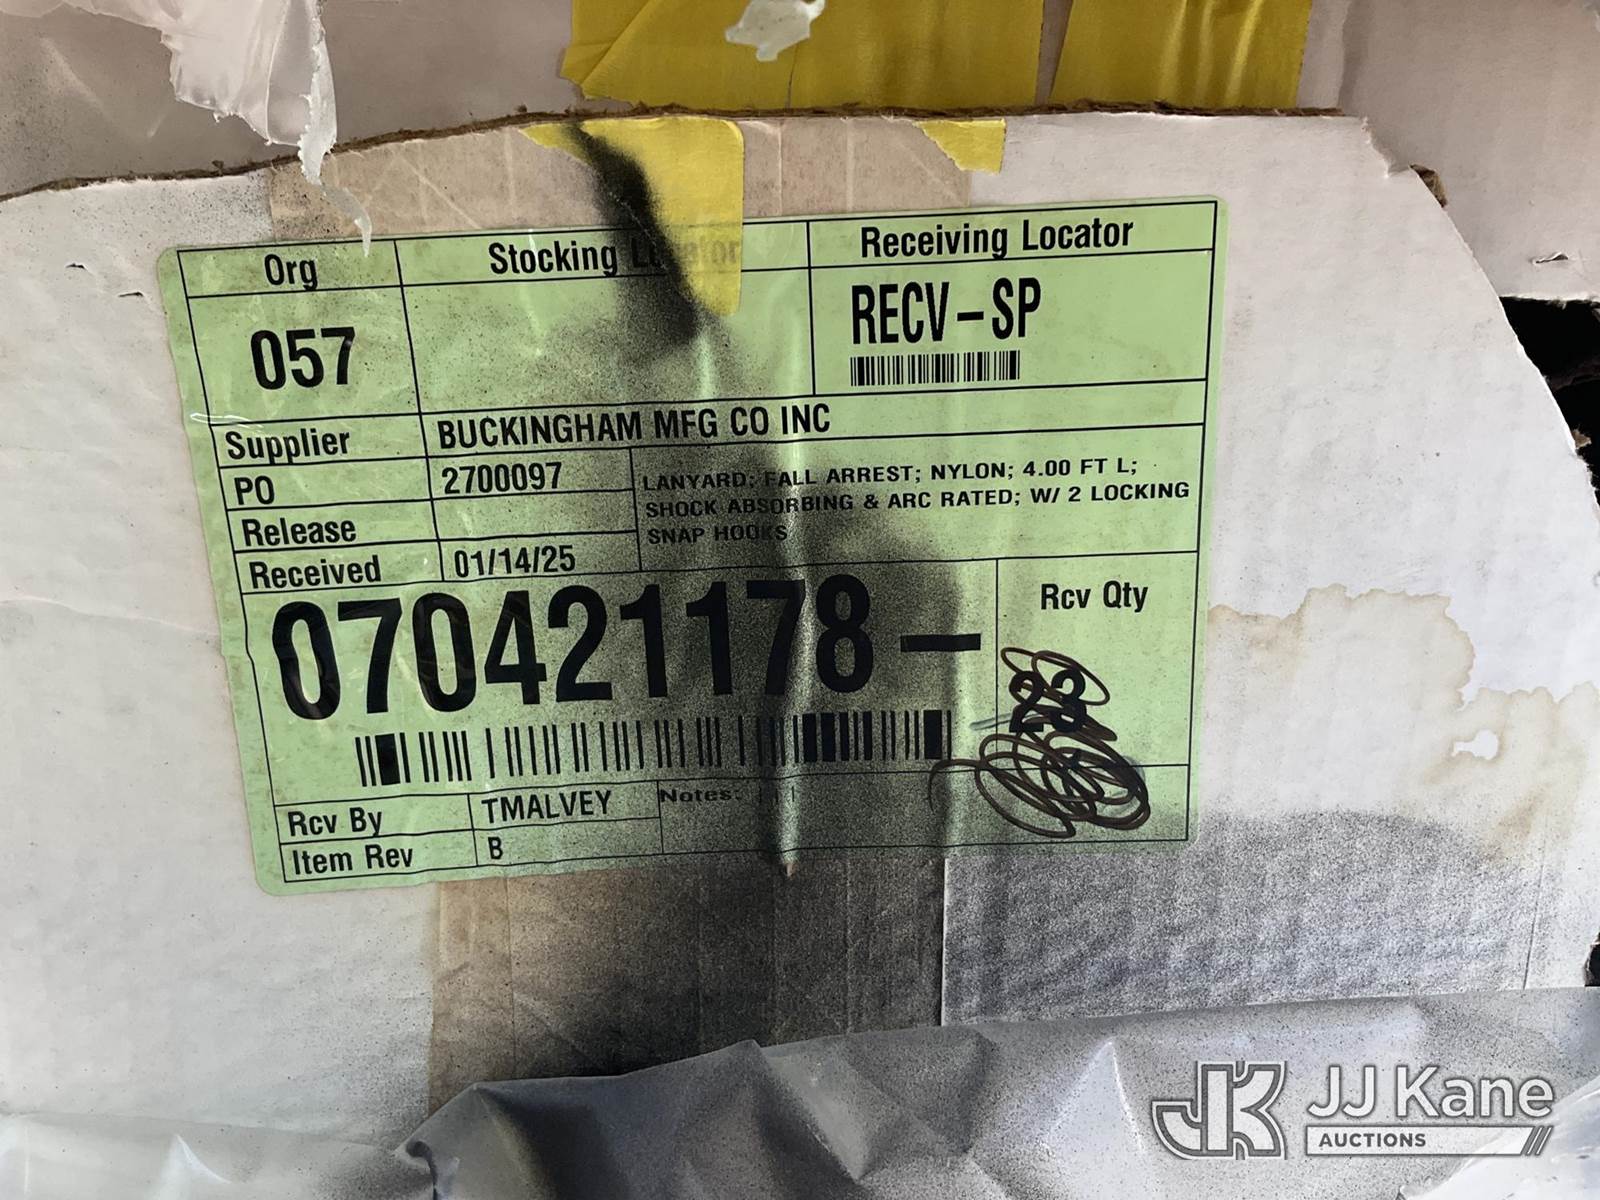 Org Stocking Locator Receiving Locator
057 RECV-SP
Supplier BUCKINGHAM MFG CO INC
PO 2700097 LANYARD; FALL ARREST; NYLON; 4.00 FT L;
SHOCK ABSORBING & ARC RATED; W/ 2 LOCKING
SNAP HOOKS
Release
Received 01/14/25
070421178- Rcv Qty
Rcv By TMALVEY Notes:
Item Rev B
JK JJ Kane
AUCTIONS